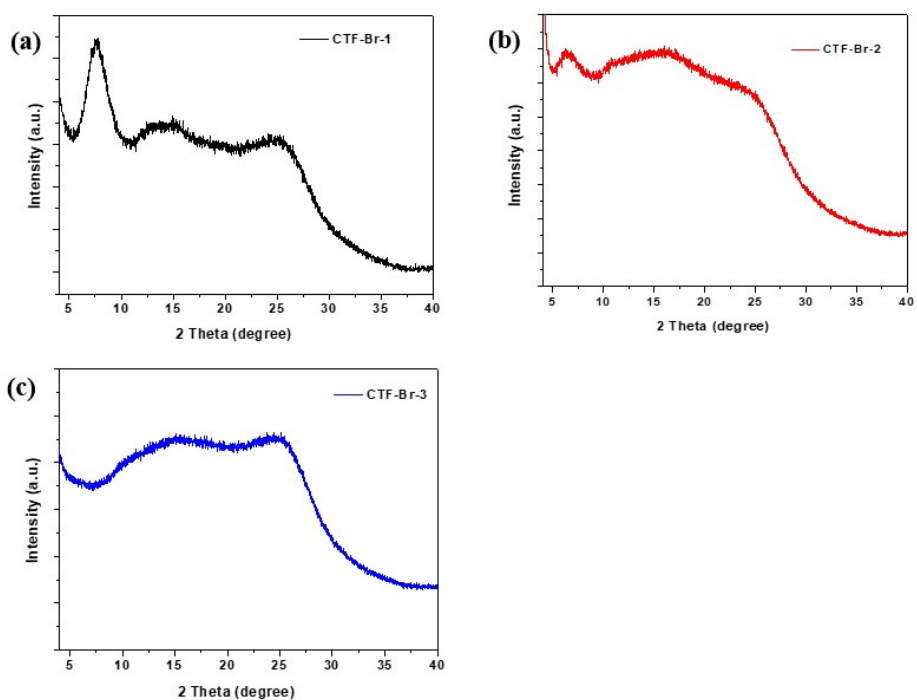 (a)
CTF-Br-1
Intensity (a.u.)
5 10 15 20 25 30 35 40
2 Theta (degree)
(b)
CTF-Br-2
Intensity (a.u.)
5 10 15 20 25 30 35 40
2 Theta (degree)
(c)
CTF-Br-3
Intensity (a.u.)
5 10 15 20 25 30 35 40
2 Theta (degree)